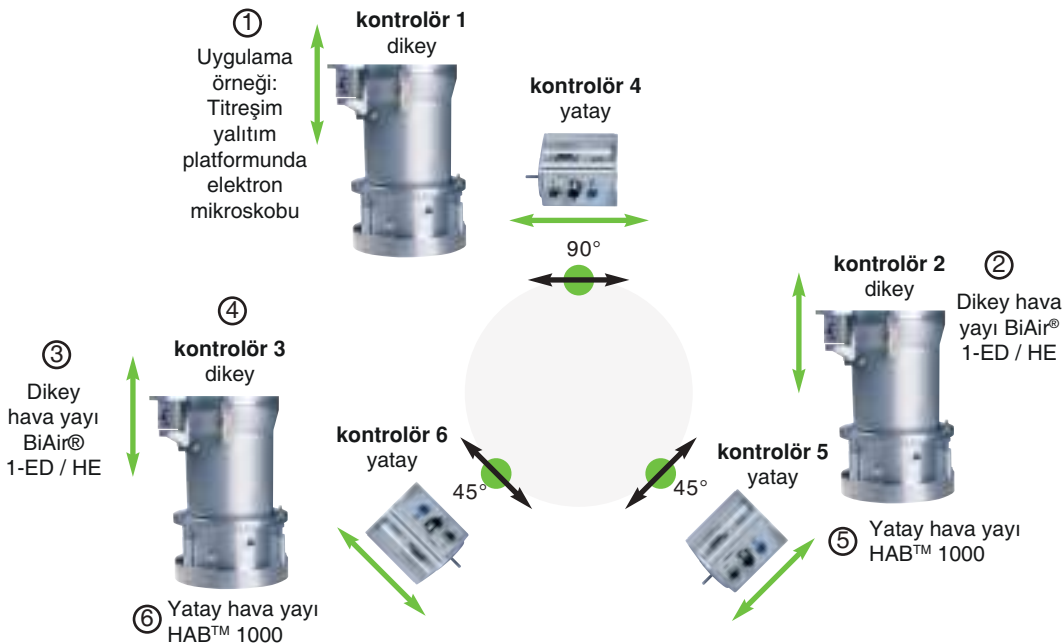 ①
Uygulama
örneği:
Titreşim
yalıtım
platformunda
elektron
mikroskobu
kontrolör 1
dikey
kontrolör 4
yatay
90°
kontrolör 2
dikey
②
Dikey hava
yayı BiAir®
1-ED / HE
④
kontrolör 3
dikey
③
Dikey
hava yayı
BiAir®
1-ED / HE
kontrolör 6
yatay
45°
kontrolör 5
yatay
45°
⑤ Yatay hava yayı
HAB™ 1000
⑥ Yatay hava yayı
HAB™ 1000